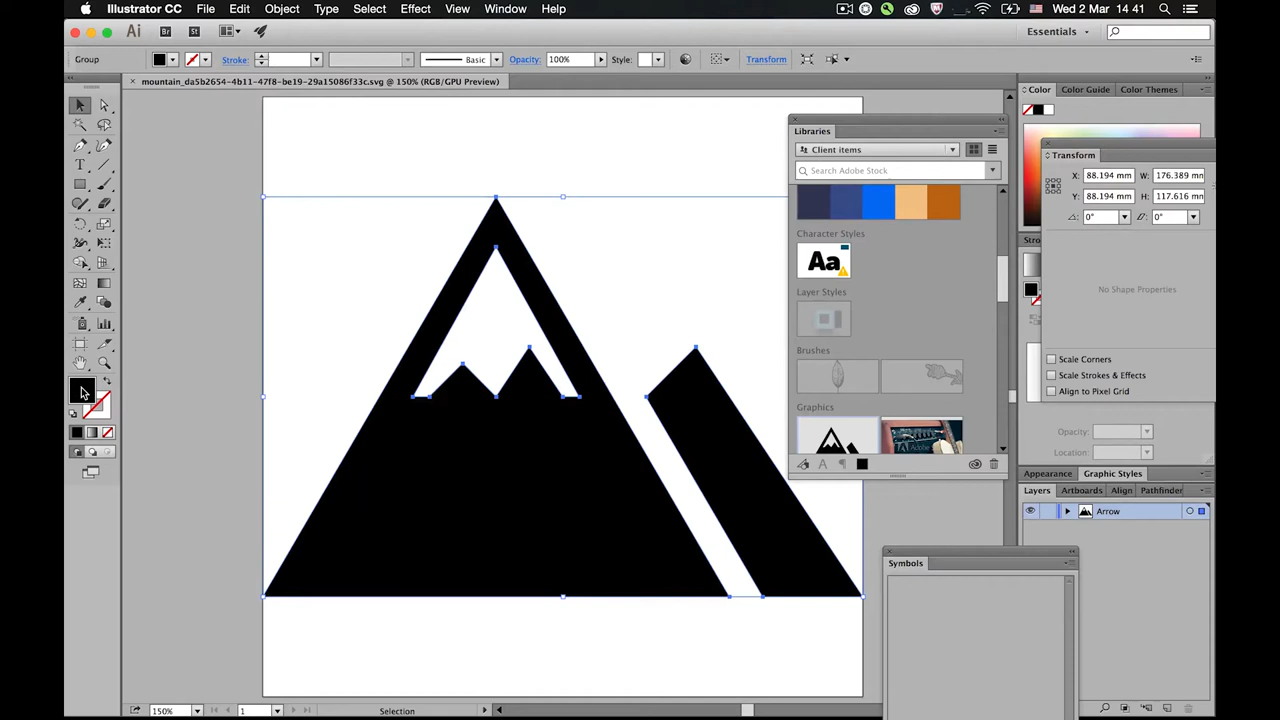 Illustrator CC File Edit Object Type Select Effect View Window Help Wed 2 Mar 14:41
Ai Br St Essentials
Group Stroke: Basic Opacity: 100% Style: Transform
× mountain_da5b2654-4b11-47f8-be19-29a15086f33c.svg @ 150% (RGB/GPU Preview)
Color Color Guide Color Themes
Libraries
Client items
Search Adobe Stock
Transform
X: 88.194 mm W: 176.389 mm
Y: 88.194 mm H: 117.616 mm
0° 0°
Character Styles
Aa
Layer Styles
No Shape Properties
Brushes
Scale Corners
Scale Strokes & Effects
Align to Pixel Grid
Graphics
Adobe
Opacity:
Location:
Appearance Graphic Styles
Layers Artboards Align Pathfinder
Arrow
Symbols
150% 1 Selection